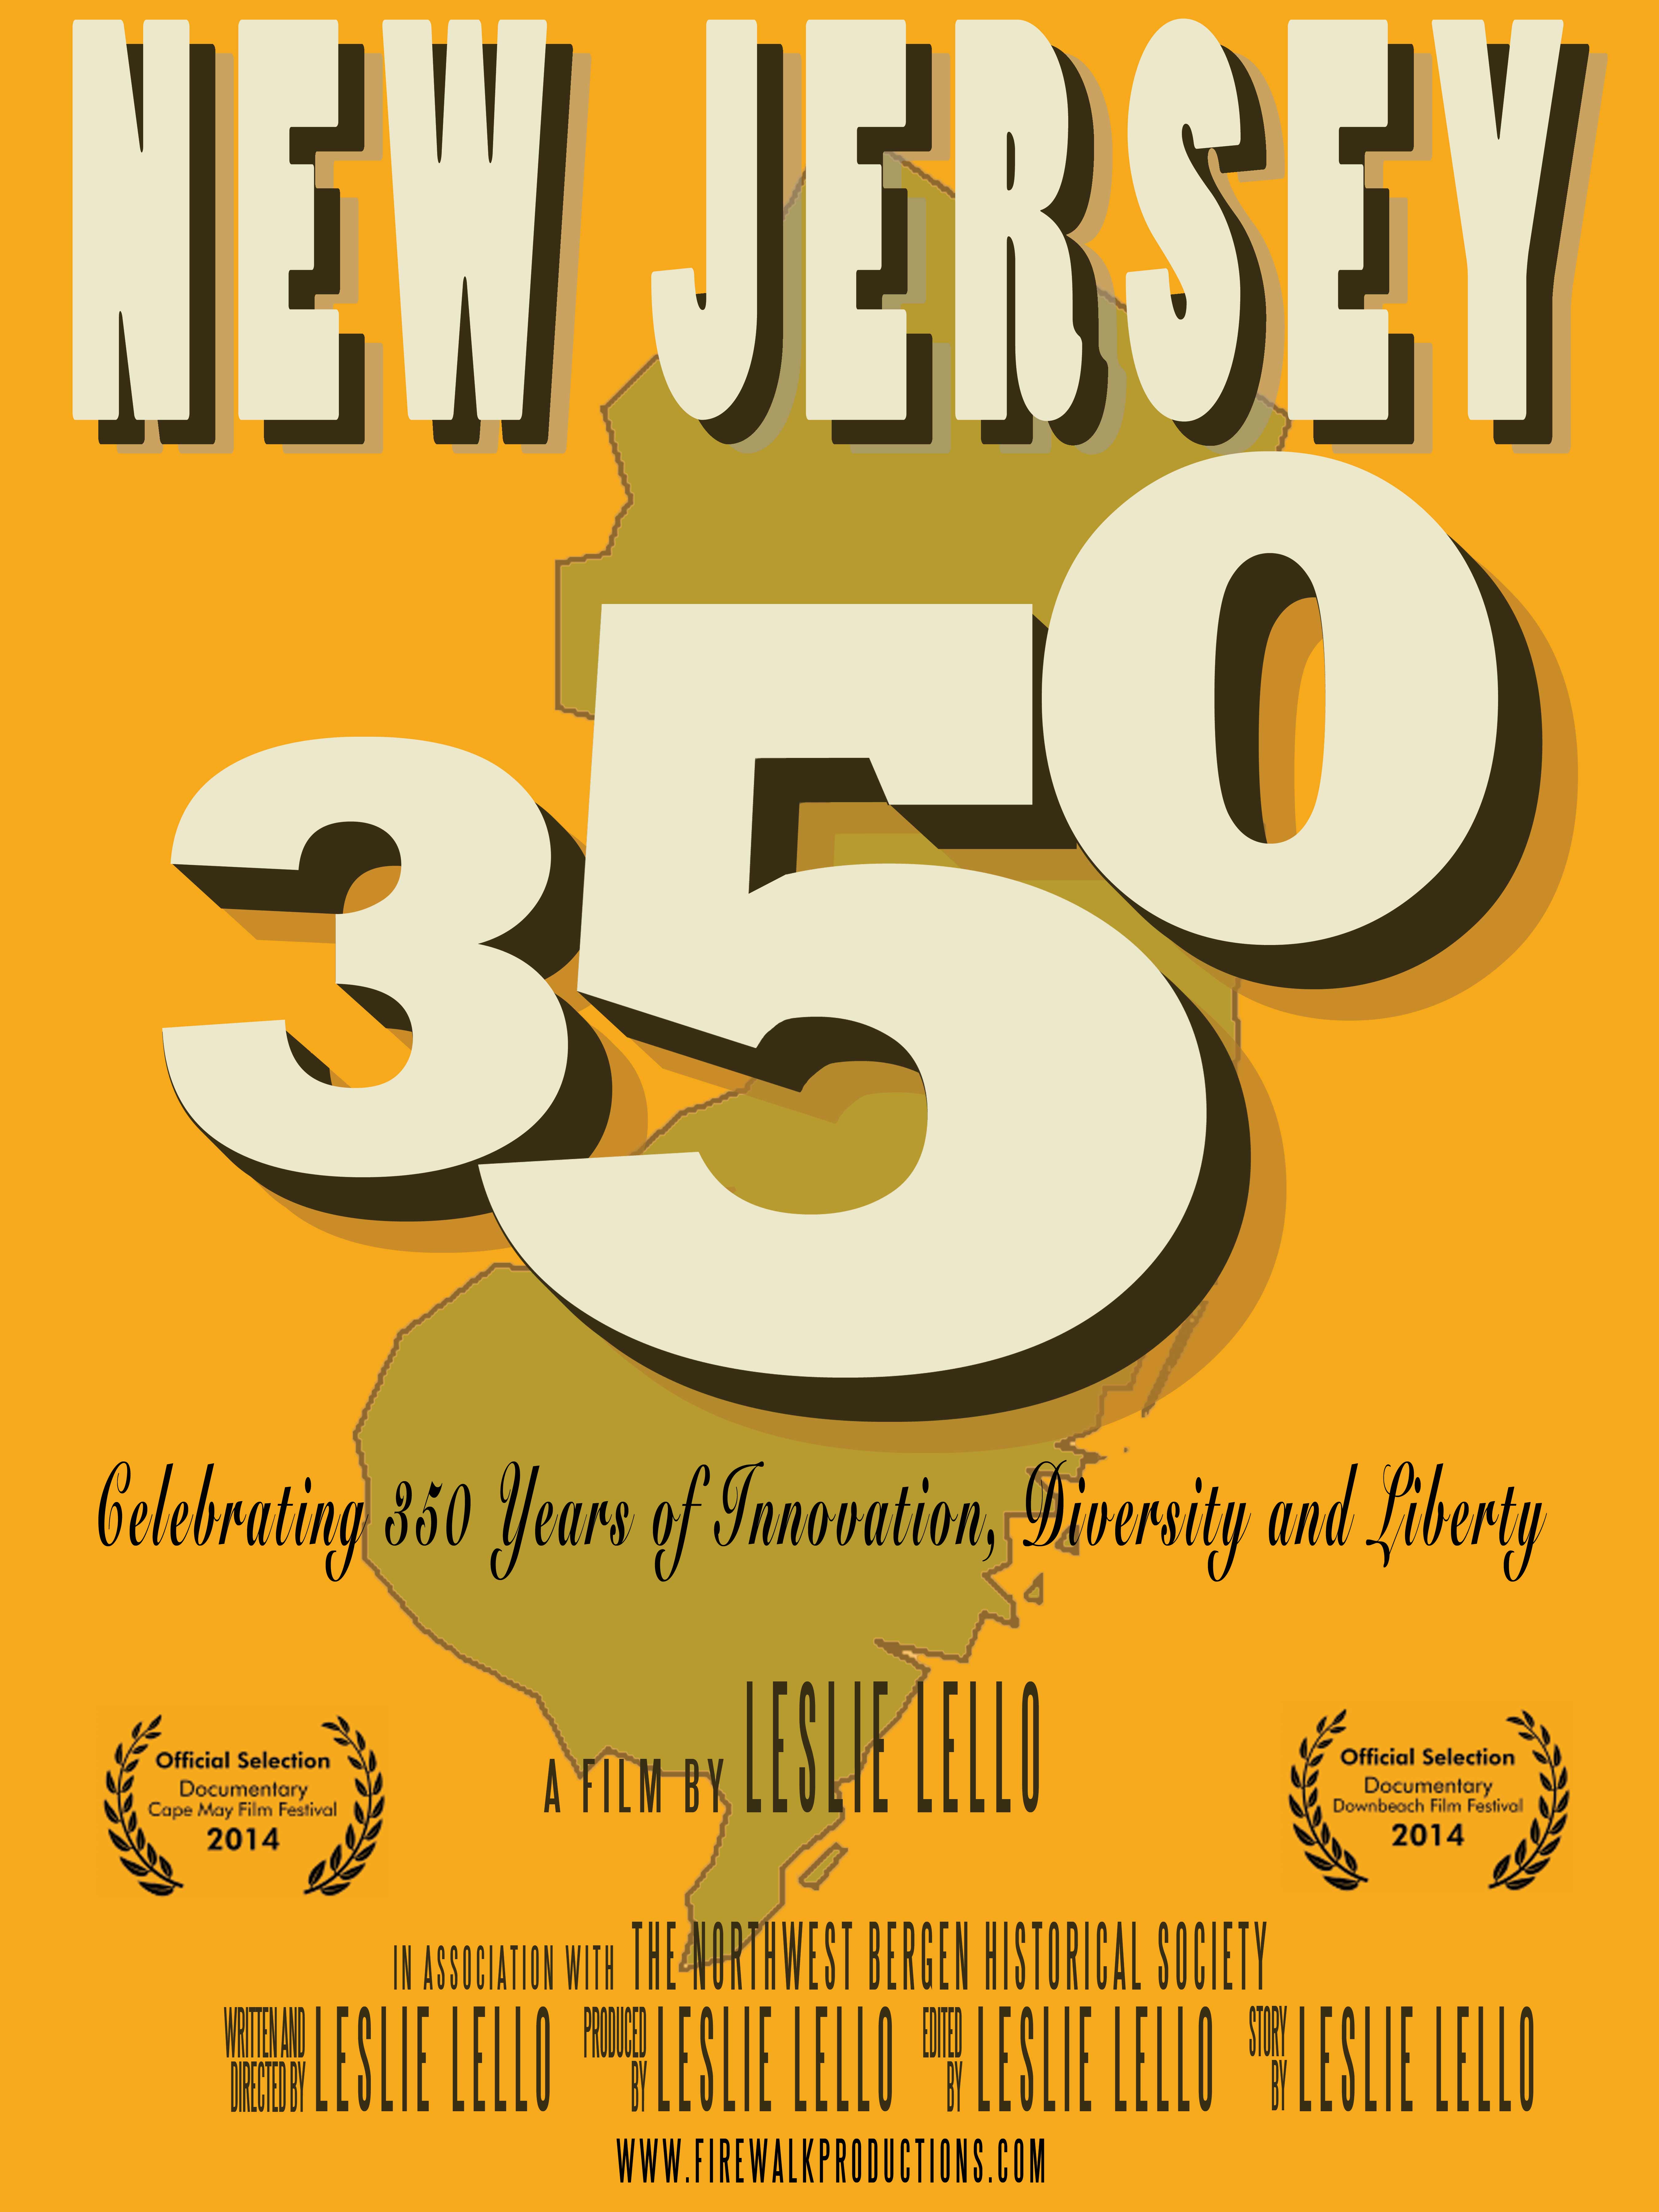 NEW JERSEY
350
Celebrating 350 Years of Innovation, Diversity and Liberty
A FILM BY LESLIE LELLO
Official Selection
Documentary
Cape May Film Festival
2014
Official Selection
Documentary
Downbeach Film Festival
2014
IN ASSOCIATION WITH THE NORTHWEST BERGEN HISTORICAL SOCIETY
WRITTEN AND DIRECTED BY LESLIE LELLO PRODUCED BY LESLIE LELLO EDITED BY LESLIE LELLO STORY BY LESLIE LELLO
WWW.FIREWALKPRODUCTIONS.COM